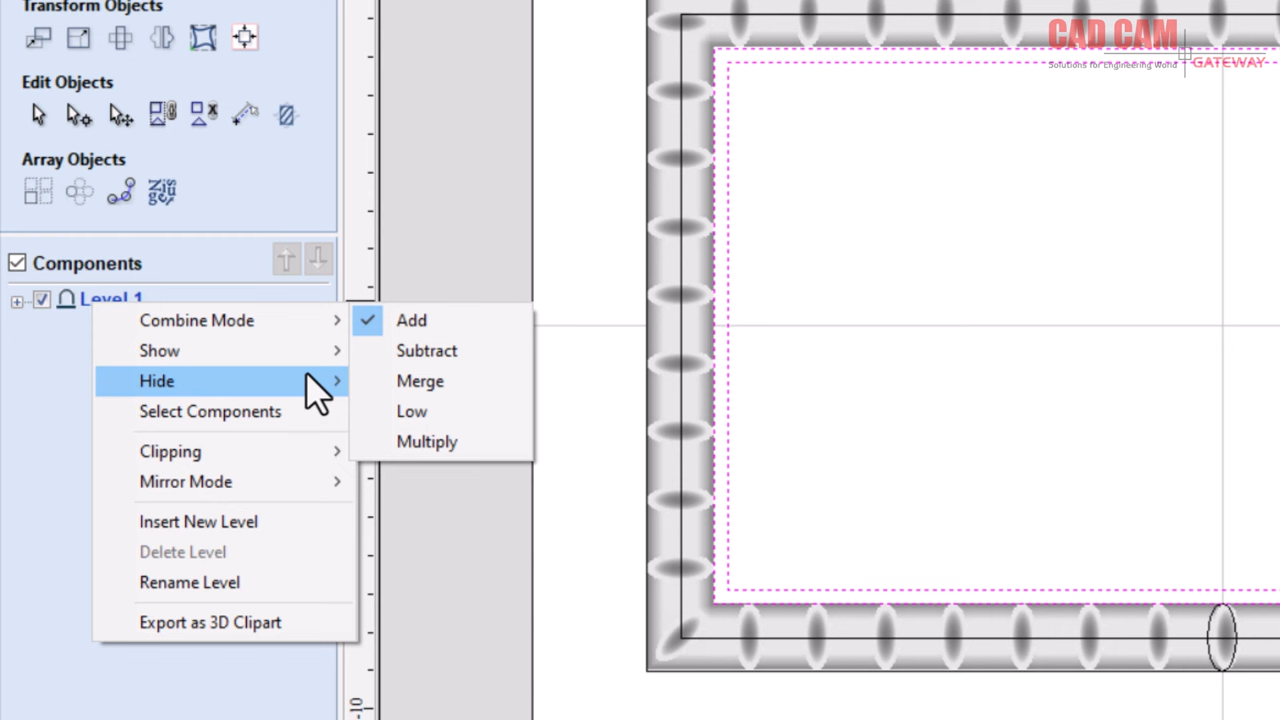 Transform Objects
CAD CAM
Solutions for Engineering World
GATEWAY
Edit Objects
Array Objects
Components
Level 1
Combine Mode
Show
Hide
Select Components
Clipping
Mirror Mode
Insert New Level
Delete Level
Rename Level
Export as 3D Clipart
Add
Subtract
Merge
Low
Multiply
-10